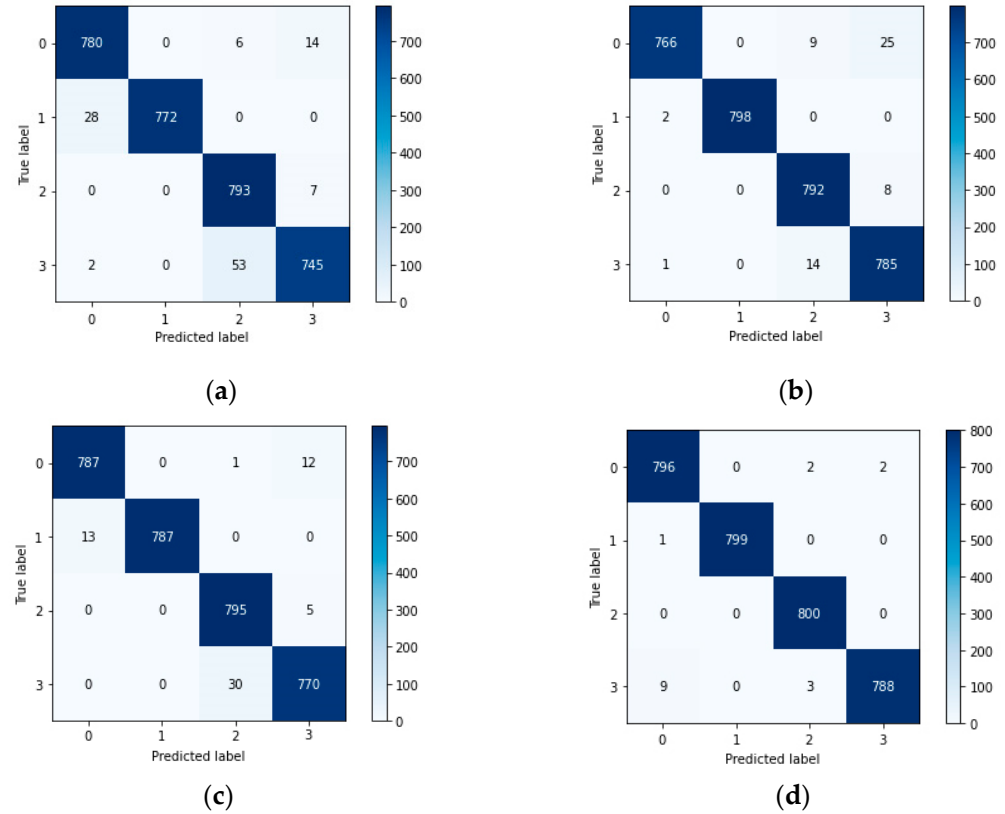 0 780 0 6 14
1 28 772 0 0
2 0 0 793 7
3 2 0 53 745
0 1 2 3
Predicted label
True label
700
600
500
400
300
200
100
0
(a)
0 766 0 9 25
1 2 798 0 0
2 0 0 792 8
3 1 0 14 785
0 1 2 3
Predicted label
True label
700
600
500
400
300
200
100
0
(b)
0 787 0 1 12
1 13 787 0 0
2 0 0 795 5
3 0 0 30 770
0 1 2 3
Predicted label
True label
700
600
500
400
300
200
100
0
(c)
0 796 0 2 2
1 1 799 0 0
2 0 0 800 0
3 9 0 3 788
0 1 2 3
Predicted label
True label
800
700
600
500
400
300
200
100
0
(d)